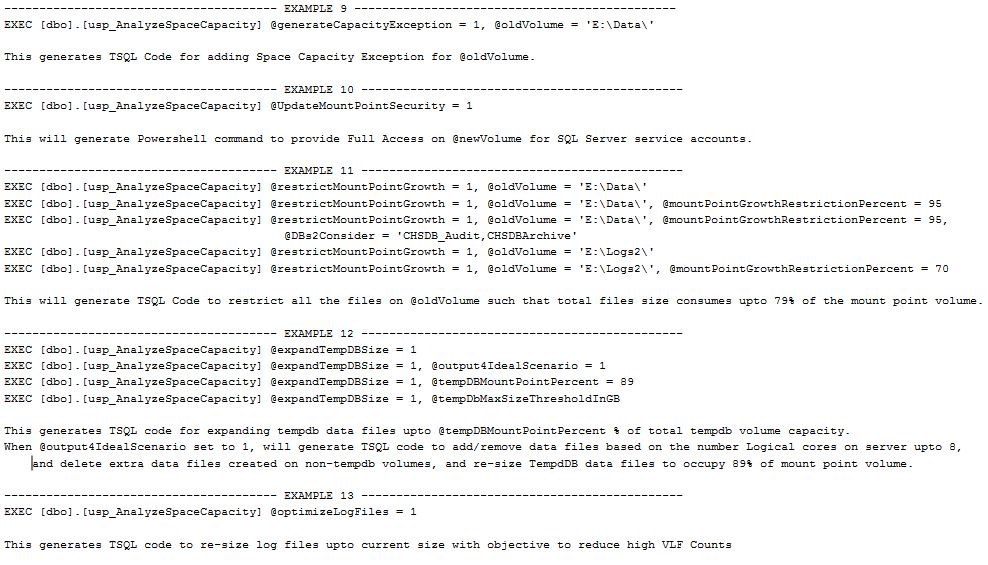 --------------------------------------- EXAMPLE 9 ----------------------------------------------
EXEC [dbo].[usp_AnalyzeSpaceCapacity] @generateCapacityException = 1, @oldVolume = 'E:\Data\'
This generates TSQL Code for adding Space Capacity Exception for @oldVolume.
--------------------------------------- EXAMPLE 10 ----------------------------------------------
EXEC [dbo].[usp_AnalyzeSpaceCapacity] @UpdateMountPointSecurity = 1
This will generate Powershell command to provide Full Access on @newVolume for SQL Server service accounts.
--------------------------------------- EXAMPLE 11 ----------------------------------------------
EXEC [dbo].[usp_AnalyzeSpaceCapacity] @restrictMountPointGrowth = 1, @oldVolume = 'E:\Data\'
EXEC [dbo].[usp_AnalyzeSpaceCapacity] @restrictMountPointGrowth = 1, @oldVolume = 'E:\Data\', @mountPointGrowthRestrictionPercent = 95
EXEC [dbo].[usp_AnalyzeSpaceCapacity] @restrictMountPointGrowth = 1, @oldVolume = 'E:\Data\', @mountPointGrowthRestrictionPercent = 95,
@DBs2Consider = 'CHSDB_Audit,CHSDBArchive'
EXEC [dbo].[usp_AnalyzeSpaceCapacity] @restrictMountPointGrowth = 1, @oldVolume = 'E:\Logs2\'
EXEC [dbo].[usp_AnalyzeSpaceCapacity] @restrictMountPointGrowth = 1, @oldVolume = 'E:\Logs2\', @mountPointGrowthRestrictionPercent = 70
This will generate TSQL Code to restrict all the files on @oldVolume such that total files size consumes upto 79% of the mount point volume.
--------------------------------------- EXAMPLE 12 ----------------------------------------------
EXEC [dbo].[usp_AnalyzeSpaceCapacity] @expandTempDBSize = 1
EXEC [dbo].[usp_AnalyzeSpaceCapacity] @expandTempDBSize = 1, @output4IdealScenario = 1
EXEC [dbo].[usp_AnalyzeSpaceCapacity] @expandTempDBSize = 1, @tempDBMountPointPercent = 89
EXEC [dbo].[usp_AnalyzeSpaceCapacity] @expandTempDBSize = 1, @tempDbMaxSizeThresholdInGB
This generates TSQL code for expanding tempdb data files upto @tempDBMountPointPercent % of total tempdb volume capacity.
When @output4IdealScenario set to 1, will generate TSQL code to add/remove data files based on the number Logical cores on server upto 8,
and delete extra data files created on non-tempdb volumes, and re-size TempdDB data files to occupy 89% of mount point volume.
--------------------------------------- EXAMPLE 13 ----------------------------------------------
EXEC [dbo].[usp_AnalyzeSpaceCapacity] @optimizeLogFiles = 1
This generates TSQL code to re-size log files upto current size with objective to reduce high VLF Counts